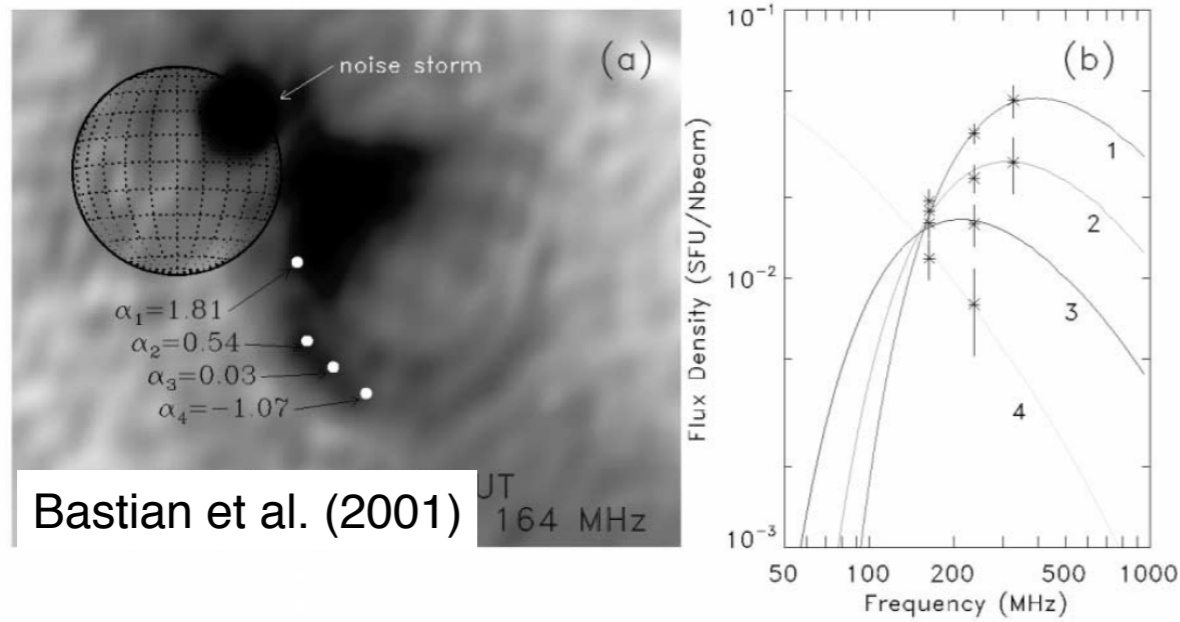 (a)
noise storm
α₁=1.81
α₂=0.54
α₃=0.03
α₄=−1.07
UT
164 MHz
Bastian et al. (2001)
(b)
10⁻¹
10⁻²
10⁻³
Flux Density (SFU/Nbeam)
1
2
3
4
50 100 200 500 1000
Frequency (MHz)